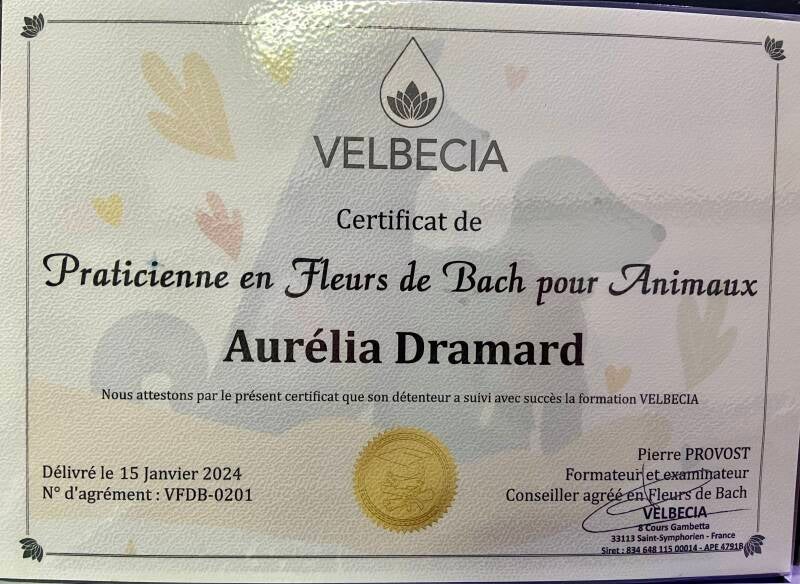 VELBECIA
Certificat de
Praticienne en Fleurs de Bach pour Animaux
Aurélia Dramard
Nous attestons par le présent certificat que son détenteur a suivi avec succès la formation VELBECIA
Délivré le 15 Janvier 2024
N° d'agrément : VFDB-0201
Pierre PROVOST
Formateur et examinateur
Conseiller agréé en Fleurs de Bach
VELBECIA
8 Cours Gambetta
33113 Saint-Symphorien - France
Siret : 834 648 115 00014 - APE 4791B